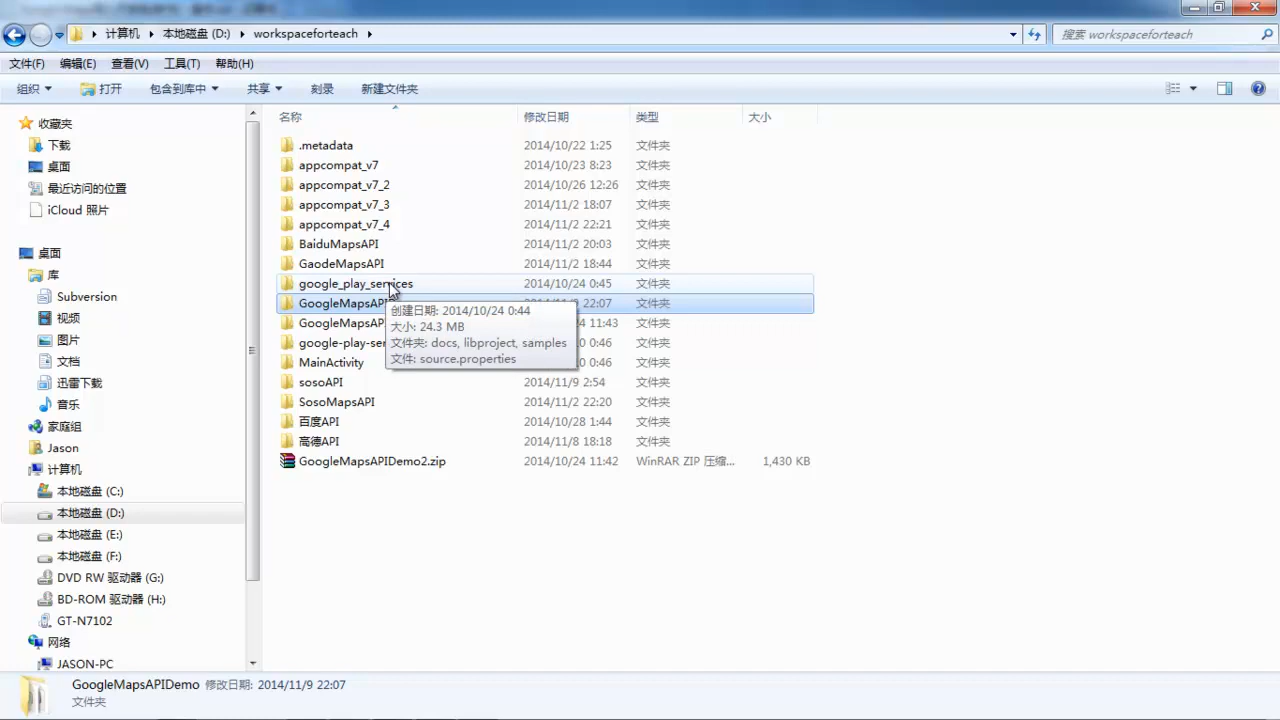 计算机 本地磁盘 (D:) workspaceforteach 搜索 workspaceforteach
文件(F) 编辑(E) 查看(V) 工具(T) 帮助(H)
组织 打开 包含到库中 共享 刻录 新建文件夹
名称 修改日期 类型 大小
收藏夹
下载
桌面
最近访问的位置
iCloud 照片
桌面
库
Subversion
视频
图片
文档
迅雷下载
音乐
家庭组
Jason
计算机
本地磁盘 (C:)
本地磁盘 (D:)
本地磁盘 (E:)
本地磁盘 (F:)
DVD RW 驱动器 (G:)
BD-ROM 驱动器 (H:)
GT-N7102
网络
JASON-PC
.metadata 2014/10/22 1:25 文件夹
appcompat_v7 2014/10/23 8:23 文件夹
appcompat_v7_2 2014/10/26 12:26 文件夹
appcompat_v7_3 2014/11/2 18:07 文件夹
appcompat_v7_4 2014/11/2 22:21 文件夹
BaiduMapsAPI 2014/11/2 20:03 文件夹
GaodeMapsAPI 2014/11/2 18:44 文件夹
google_play_services 2014/10/24 0:45 文件夹
GoogleMapsAPI 22:07 文件夹
GoogleMapsAP 11:43 文件夹
google-play-ser 0:46 文件夹
MainActivity 0:46 文件夹
创建日期: 2014/10/24 0:44
大小: 24.3 MB
文件夹: docs, libproject, samples
文件: source.properties
sosoAPI 2014/11/9 2:54 文件夹
SosoMapsAPI 2014/11/2 22:20 文件夹
百度API 2014/10/28 1:44 文件夹
高德API 2014/11/8 18:18 文件夹
GoogleMapsAPIDemo2.zip 2014/10/24 11:42 WinRAR ZIP 压缩... 1,430 KB
GoogleMapsAPIDemo 修改日期: 2014/11/9 22:07
文件夹